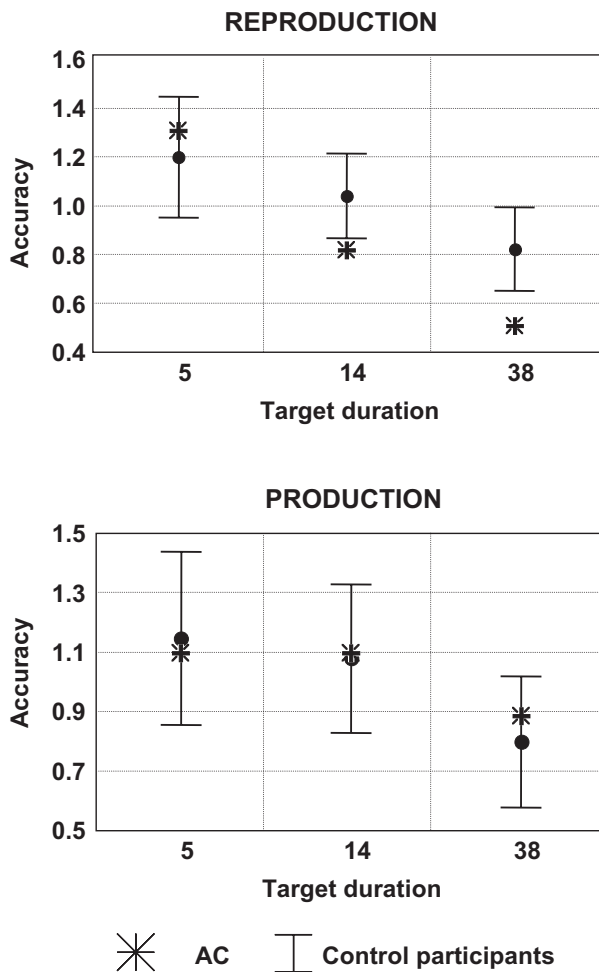 REPRODUCTION
1.6
1.4
1.2
1.0
0.8
0.6
0.4
Accuracy
5 14 38
Target duration
PRODUCTION
1.5
1.3
1.1
0.9
0.7
0.5
Accuracy
5 14 38
Target duration
AC Control participants